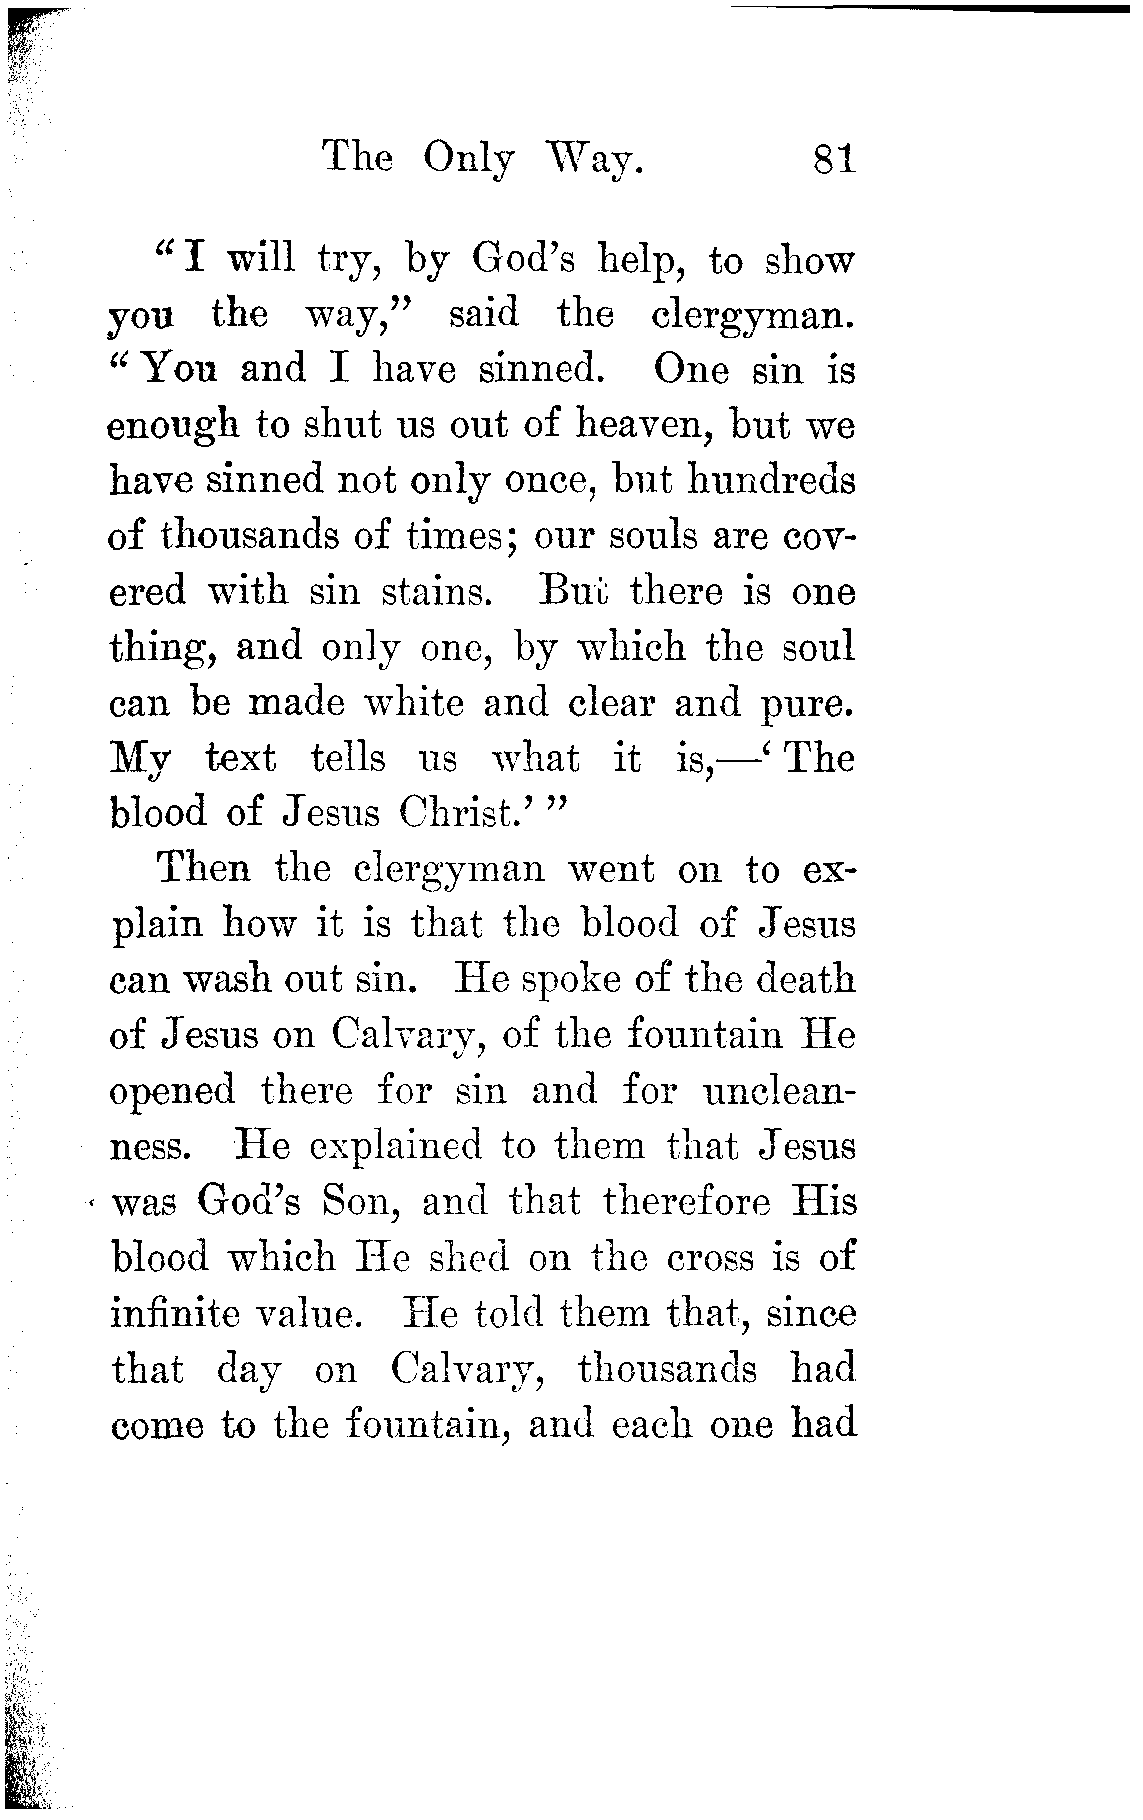 The Only Way. 81
“I will try, by God’s help, to show
you the way,” said the clergyman.
“You and I have sinned. One sin is
enough to shut us out of heaven, but we
have sinned not only once, but hundreds
of thousands of times; our souls are cov-
ered with sin stains. But there is one
thing, and only one, by which the soul
can be made white and clear and pure.
My text tells us what it is,—‘The
blood of Jesus Christ.’”
Then the clergyman went on to ex-
plain how it is that the blood of Jesus
can wash out sin. He spoke of the death
of Jesus on Calvary, of the fountain He
opened there for sin and for unclean-
ness. He explained to them that Jesus
was God’s Son, and that therefore His
blood which He shed on the cross is of
infinite value. He told them that, since
that day on Calvary, thousands had
come to the fountain, and each one had